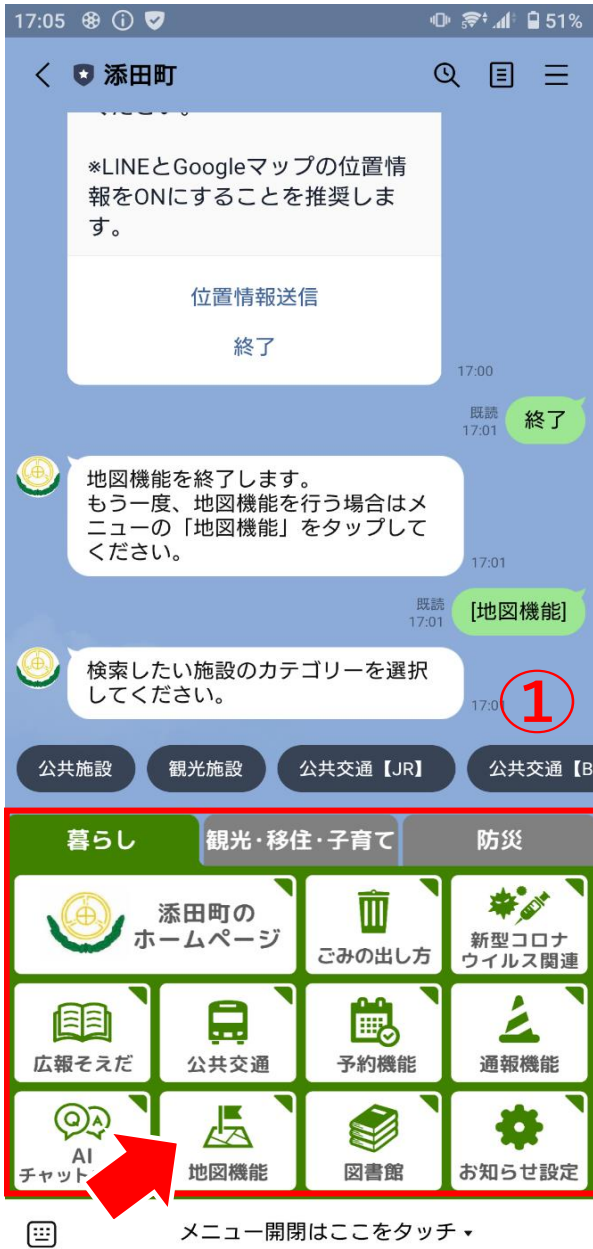 17:05
51%
添田町
ください。
※LINEとGoogleマップの位置情
報をONにすることを推奨しま
す。
位置情報送信
終了
17:00
既読
17:01
終了
地図機能を終了します。
もう一度、地図機能を行う場合はメ
ニューの「地図機能」をタップして
ください。
17:01
既読
17:01
[地図機能]
検索したい施設のカテゴリーを選択
してください。
17:01
①
公共施設
観光施設
公共交通【JR】
公共交通【B
暮らし
観光・移住・子育て
防災
添田町の
ホームページ
ごみの出し方
新型コロナ
ウイルス関連
広報そえだ
公共交通
予約機能
通報機能
Q A
AI
チャット
地図機能
図書館
お知らせ設定
メニュー開閉はここをタッチ▾